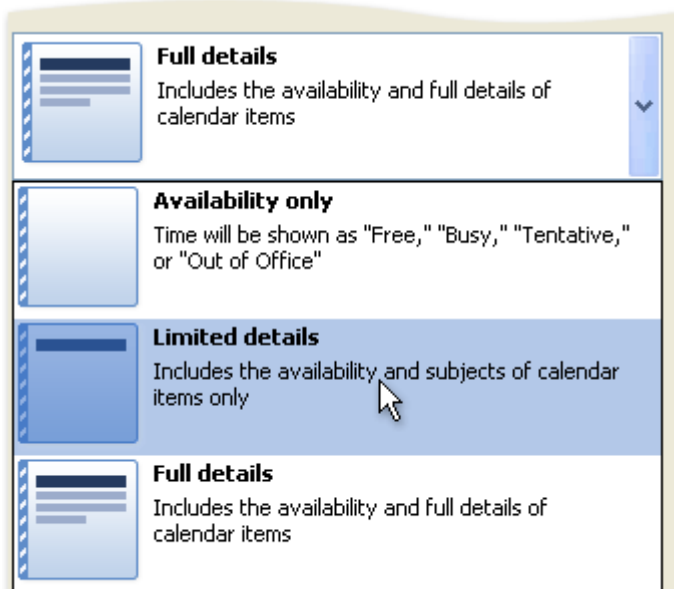 Full details
Includes the availability and full details of
calendar items
Availability only
Time will be shown as "Free," "Busy," "Tentative,"
or "Out of Office"
Limited details
Includes the availability and subjects of calendar
items only
Full details
Includes the availability and full details of
calendar items